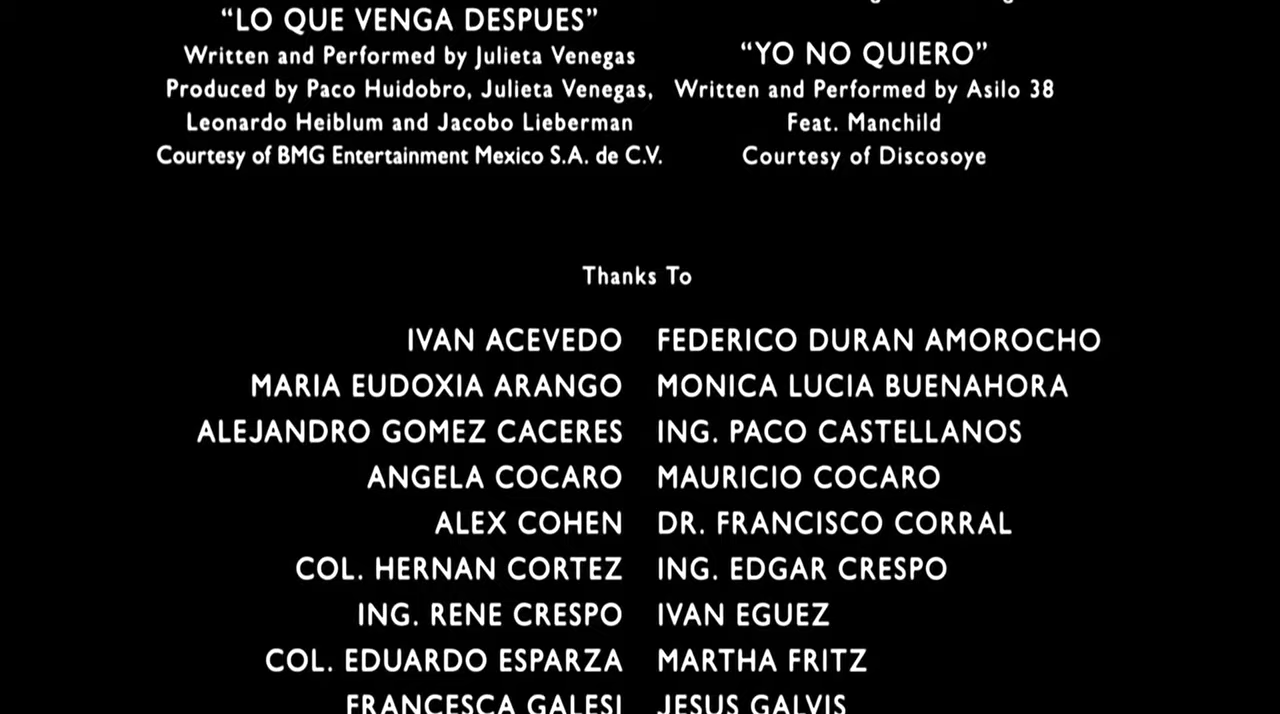 “LO QUE VENGA DESPUES”
Written and Performed by Julieta Venegas
Produced by Paco Huidobro, Julieta Venegas,
Leonardo Heiblum and Jacobo Lieberman
Courtesy of BMG Entertainment Mexico S.A. de C.V.
“YO NO QUIERO”
Written and Performed by Asilo 38
Feat. Manchild
Courtesy of Discosoye
Thanks To
IVAN ACEVEDO FEDERICO DURAN AMOROCHO
MARIA EUDOXIA ARANGO MONICA LUCIA BUENAHORA
ALEJANDRO GOMEZ CACERES ING. PACO CASTELLANOS
ANGELA COCARO MAURICIO COCARO
ALEX COHEN DR. FRANCISCO CORRAL
COL. HERNAN CORTEZ ING. EDGAR CRESPO
ING. RENE CRESPO IVAN EGUEZ
COL. EDUARDO ESPARZA MARTHA FRITZ
FRANCESCA GALESI JESUS GALVIS